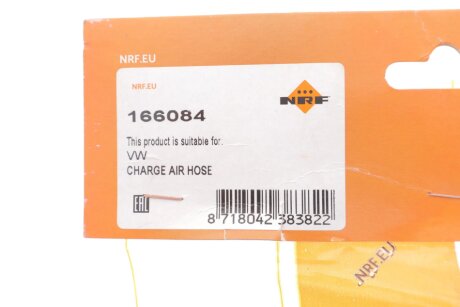 NRF.EU
NRF.EU
NRF
166084
This product is suitable for:
VW
CHARGE AIR HOSE
EAC
8 718042 383822
NRF.EU